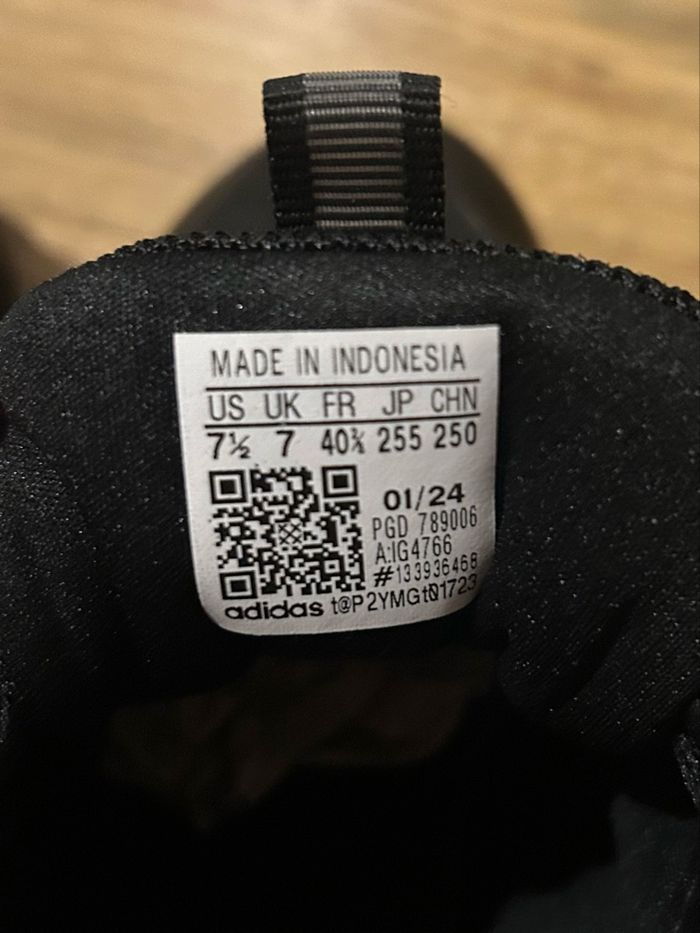 MADE IN INDONESIA
US UK FR JP CHN
7½ 7 40⅔ 255 250
01/24
PGD 789006
A:IG4766
#133936468
adidas t@P2YMGt01723